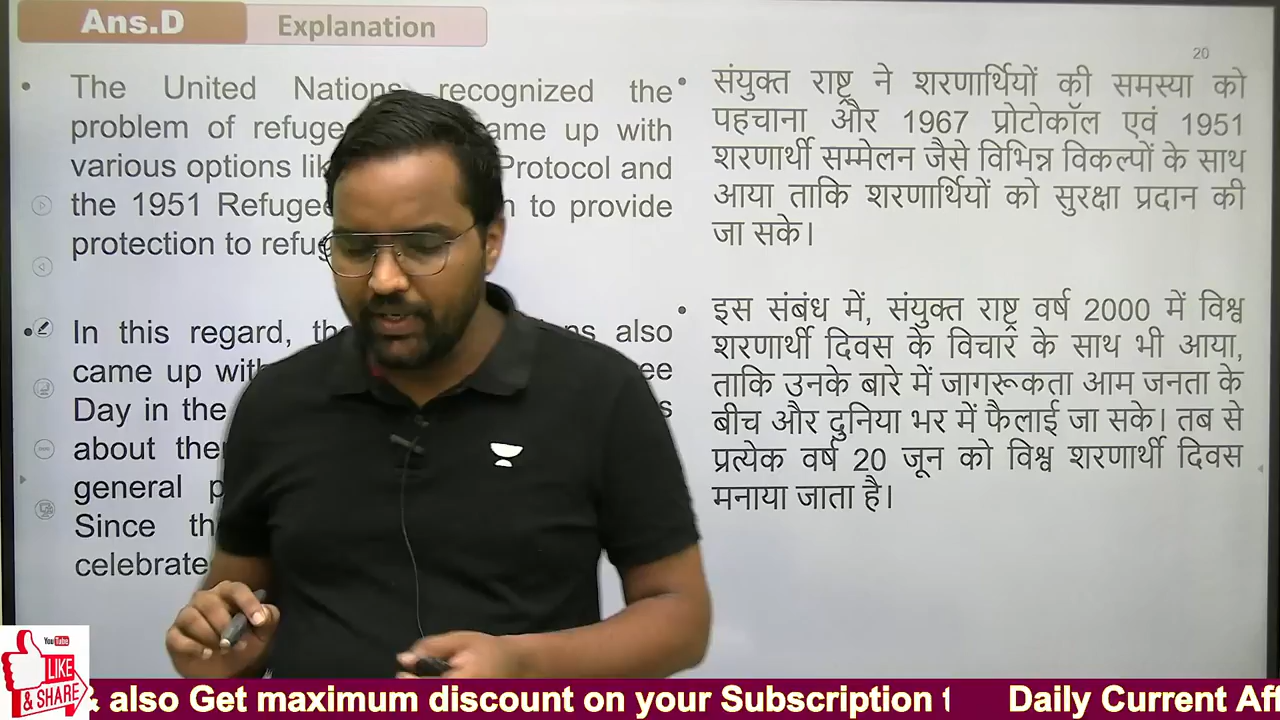 Ans.D
Explanation
20
The United Nations recognized the
problem of refuge ame up with
various options li Protocol and
the 1951 Refugee n to provide
protection to refug
In this regard, th ns also
came up with ee
Day in the s
about the
general p
Since th
celebrate
संयुक्त राष्ट्र ने शरणार्थियों की समस्या को
पहचाना और 1967 प्रोटोकॉल एवं 1951
शरणार्थी सम्मेलन जैसे विभिन्न विकल्पों के साथ
आया ताकि शरणार्थियों को सुरक्षा प्रदान की
जा सके।
इस संबंध में, संयुक्त राष्ट्र वर्ष 2000 में विश्व
शरणार्थी दिवस के विचार के साथ भी आया,
ताकि उनके बारे में जागरूकता आम जनता के
बीच और दुनिया भर में फैलाई जा सके। तब से
प्रत्येक वर्ष 20 जून को विश्व शरणार्थी दिवस
मनाया जाता है।
YouTube
LIKE
& SHARE
& also Get maximum discount on your Subscription Daily Current Af